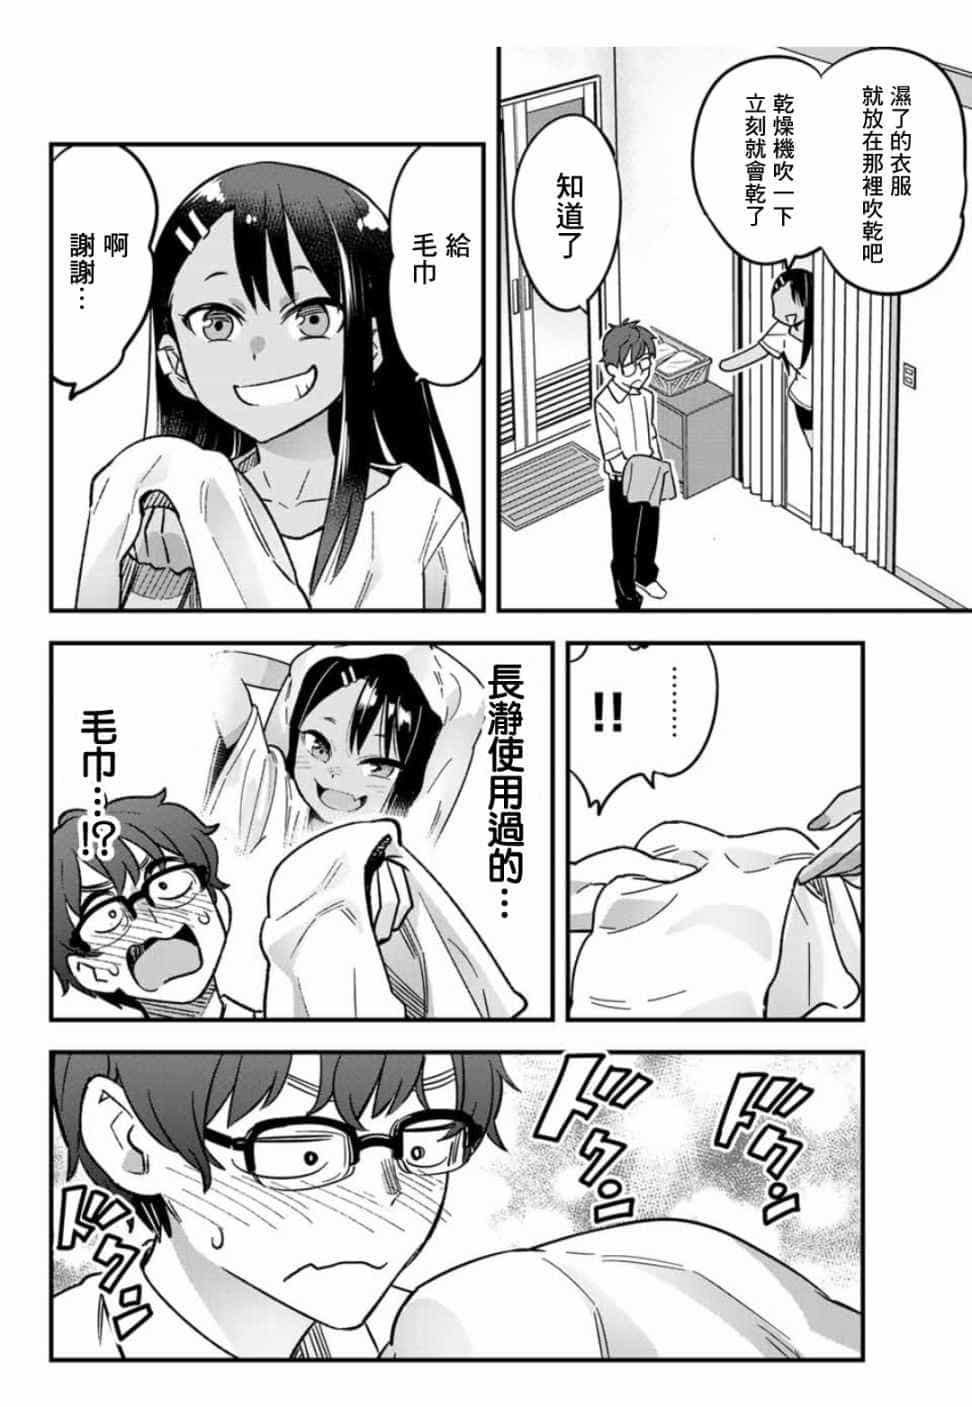 濕了的衣服
就放在那裡吹乾吧
乾燥機吹一下
立刻就會乾了
知道了
給
毛巾
啊
謝謝…
………
!!
長瀞使用過的…
毛巾…!?
ドクン
ドクン
ドクン